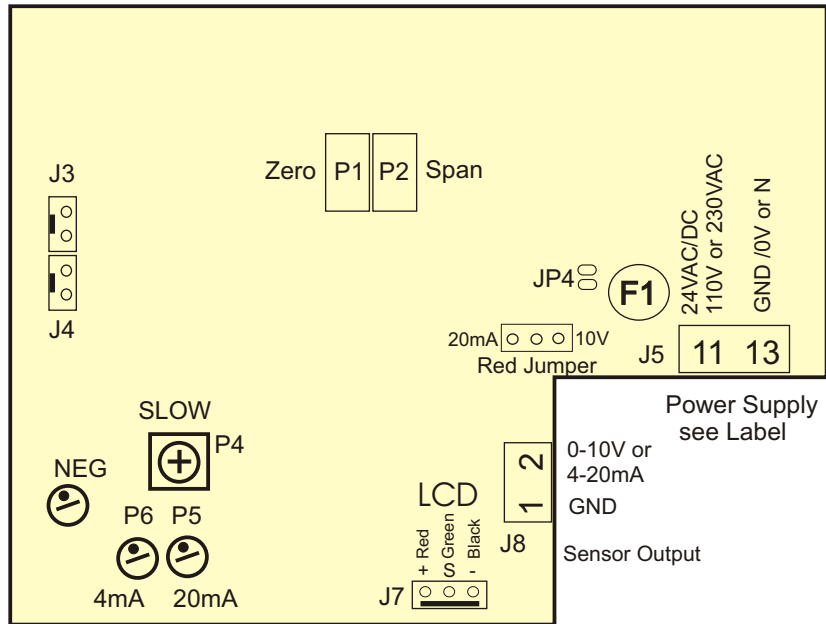 J3
J4
Zero P1 P2 Span
JP4
F1
24VAC/DC
110V or 230VAC
GND /0V or N
20mA 10V
Red Jumper
J5 11 13
Power Supply
see Label
SLOW
P4
NEG
P6 P5
4mA 20mA
LCD
+ Red
S Green
- Black
J7
2
1
J8
0-10V or
4-20mA
GND
Sensor Output